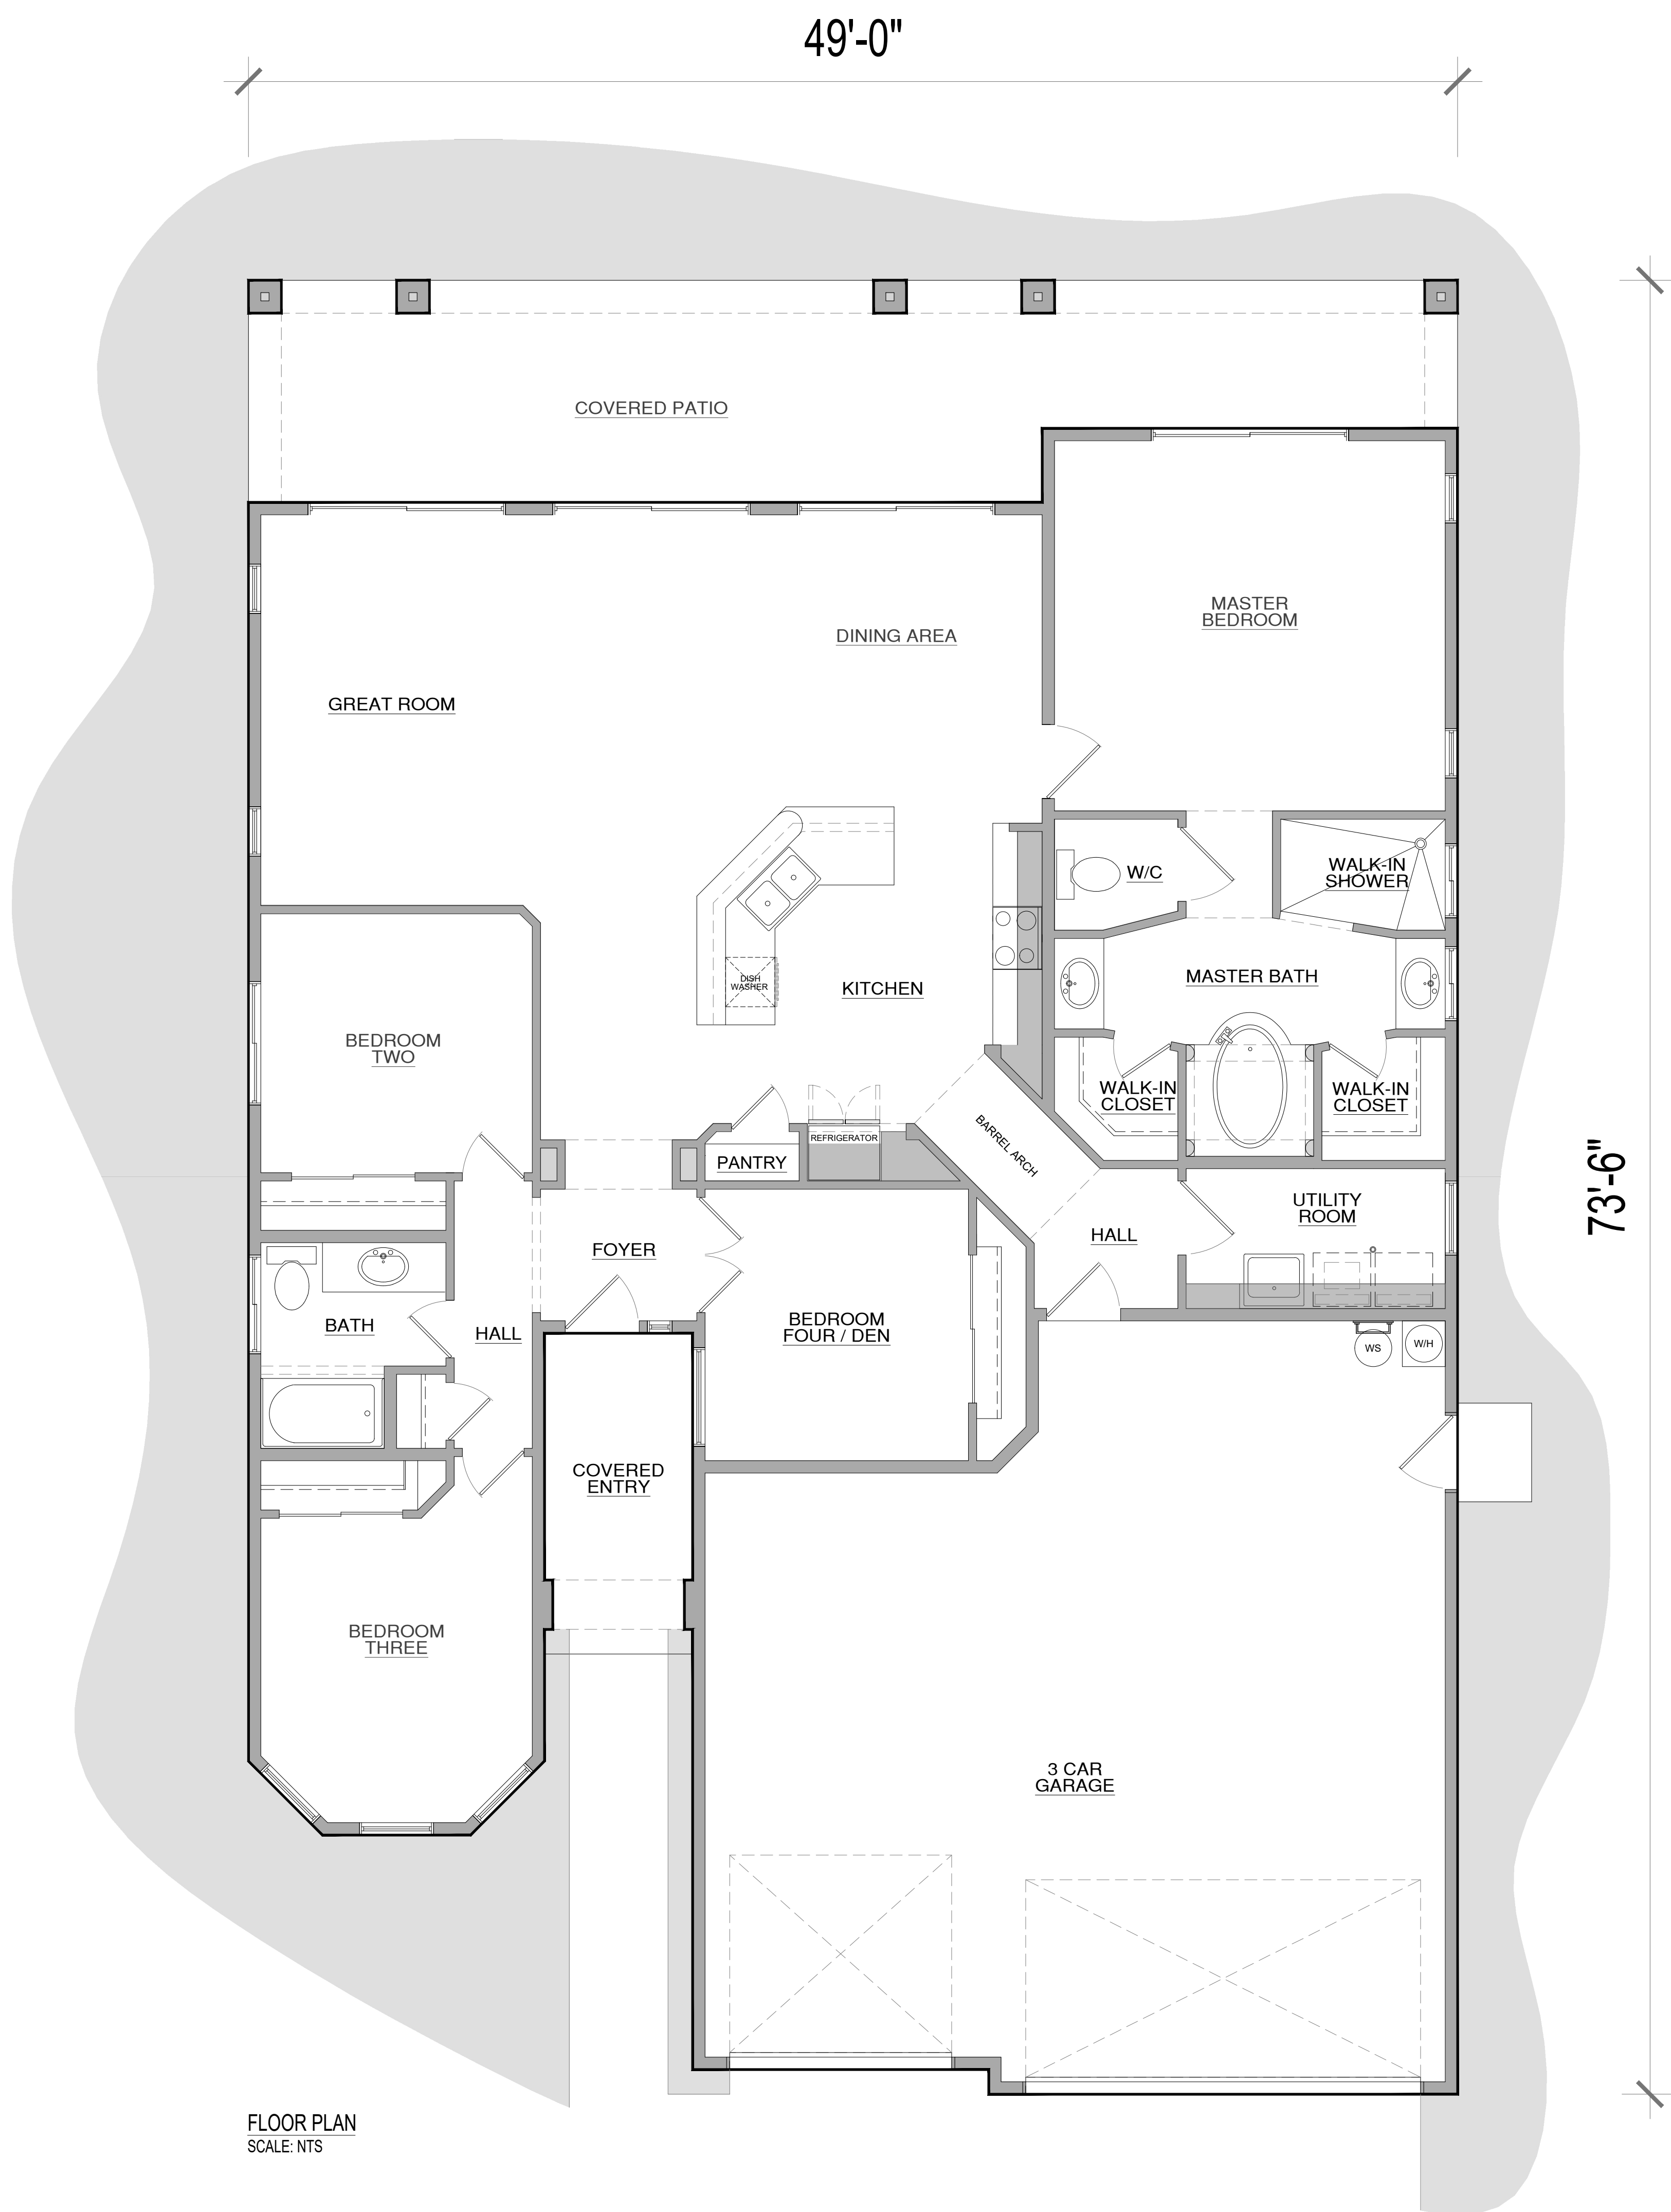 49'-0"
COVERED PATIO
MASTER
BEDROOM
DINING AREA
GREAT ROOM
W/C
WALK-IN
SHOWER
DISH
WASHER
KITCHEN
MASTER BATH
BEDROOM
TWO
WALK-IN
CLOSET
WALK-IN
CLOSET
BARREL ARCH
REFRIGERATOR
PANTRY
73'-6"
UTILITY
ROOM
FOYER
HALL
BATH
HALL
BEDROOM
FOUR / DEN
WS
W/H
COVERED
ENTRY
BEDROOM
THREE
3 CAR
GARAGE
FLOOR PLAN
SCALE: NTS